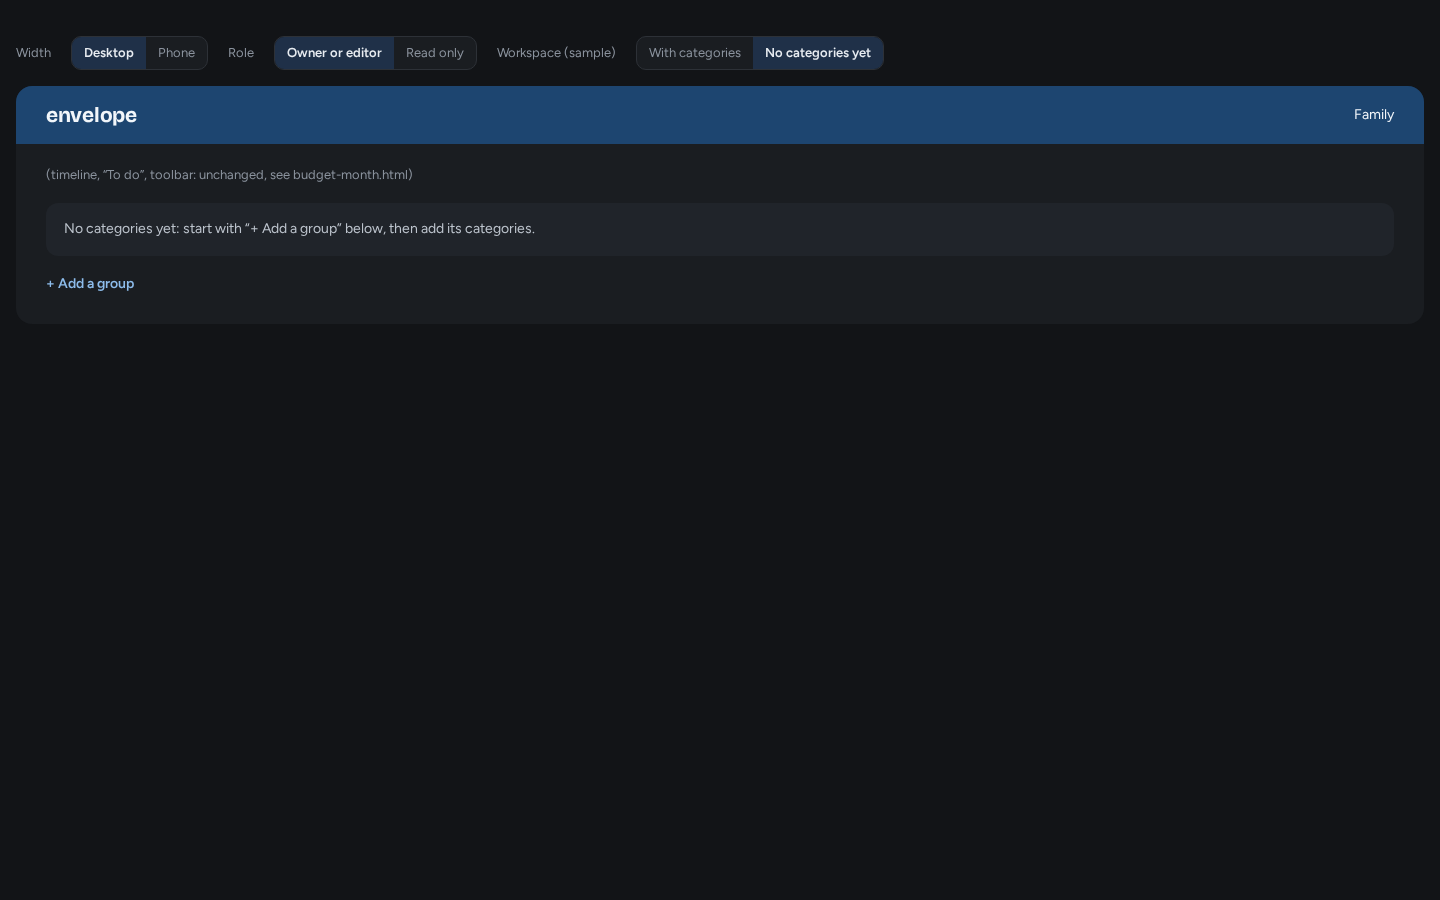 Width Desktop Phone Role Owner or editor Read only Workspace (sample) With categories No categories yet
envelope Family
(timeline, “To do”, toolbar: unchanged, see budget-month.html)
No categories yet: start with “+ Add a group” below, then add its categories.
+ Add a group